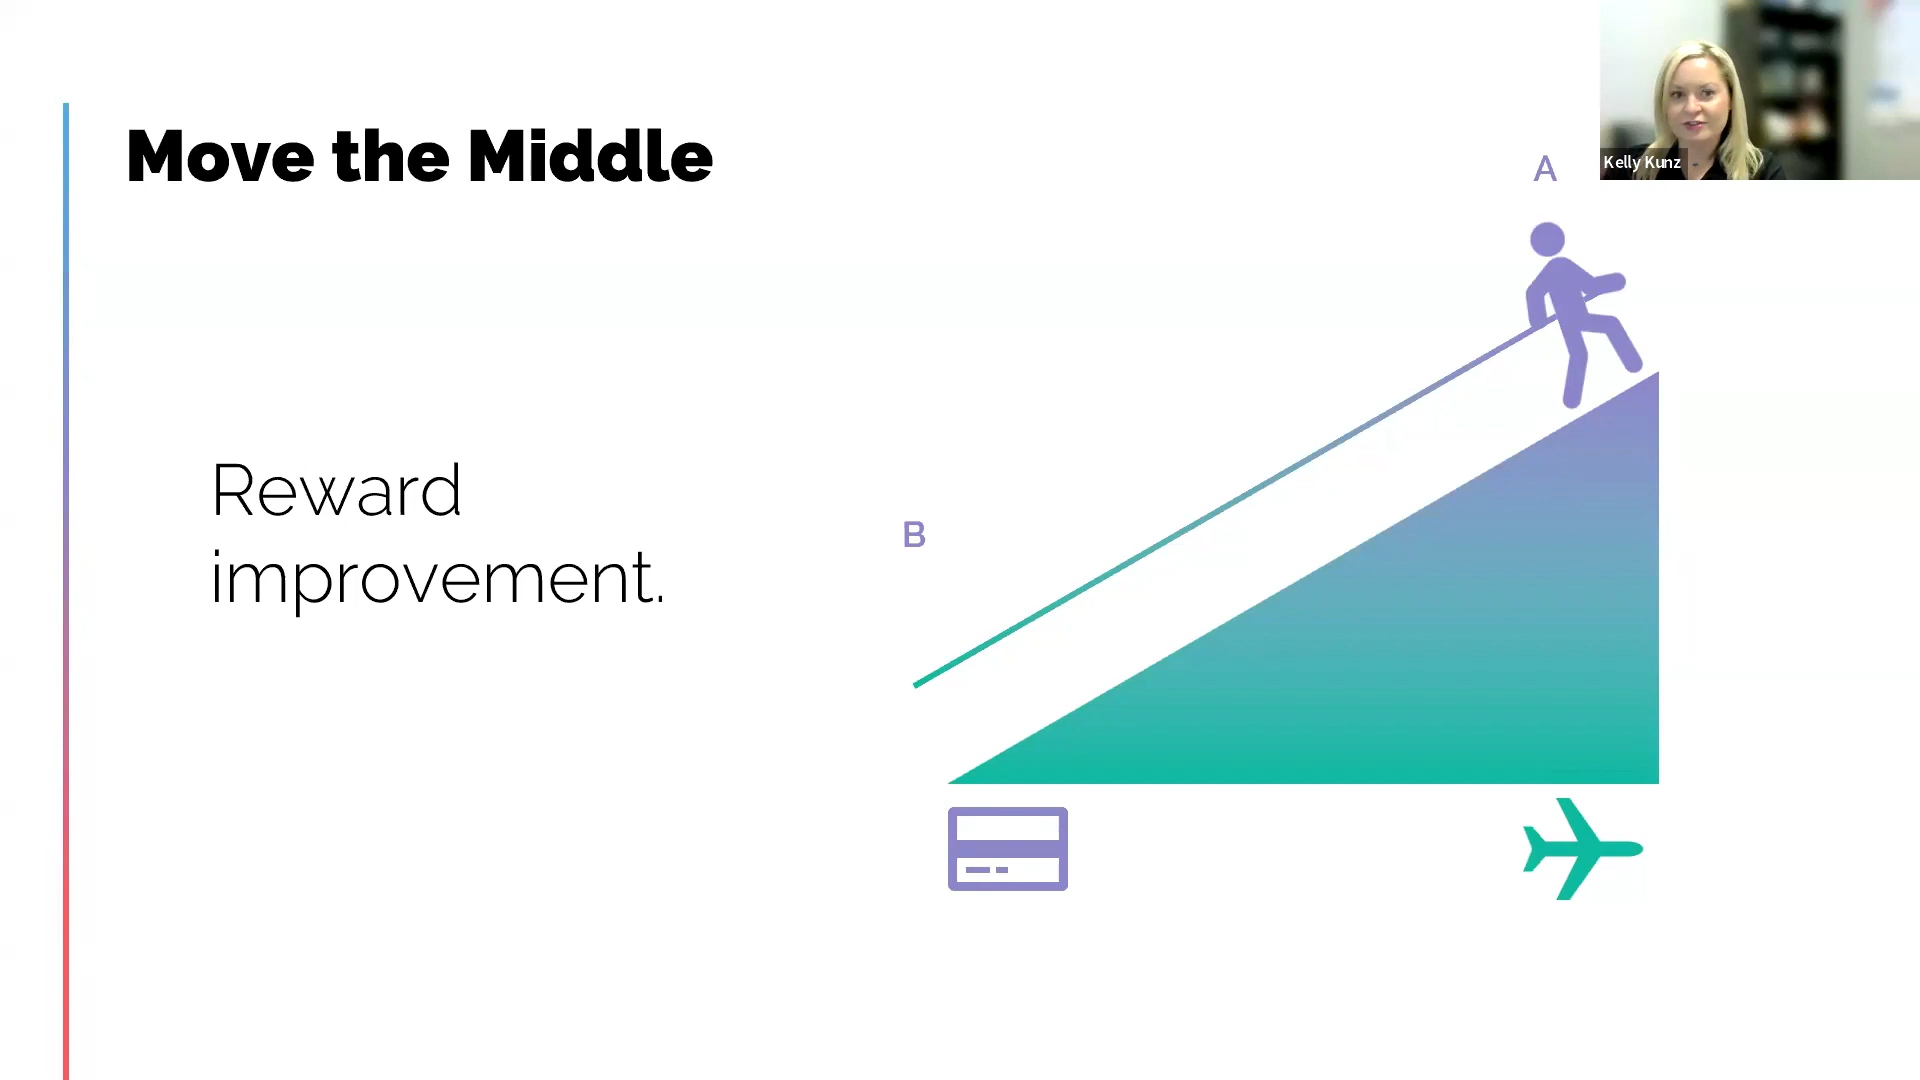 Move the Middle
A
Kelly Kunz
Reward
improvement.
B